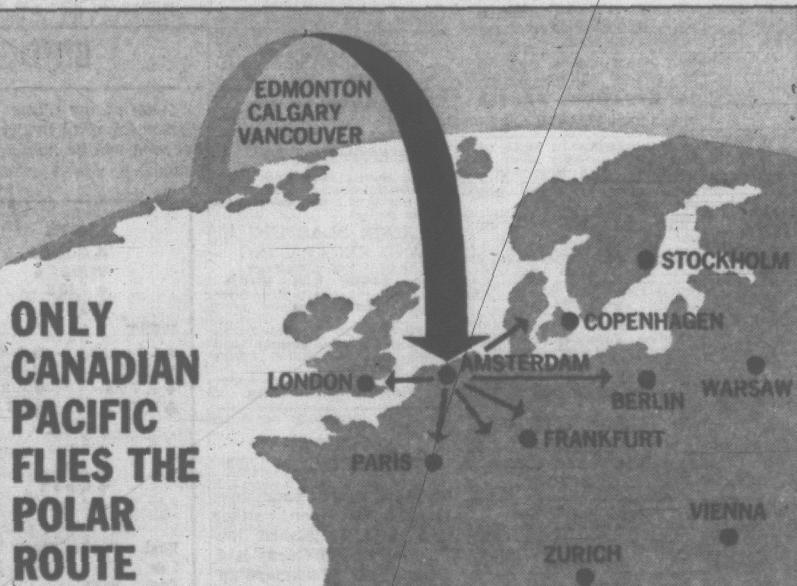 EDMONTON
CALGARY
VANCOUVER
STOCKHOLM
ONLY
CANADIAN
PACIFIC
FLIES THE
POLAR
ROUTE
COPENHAGEN
AMSTERDAM
LONDON
BERLIN
WARSAW
FRANKFURT
PARIS
VIENNA
ZURICH